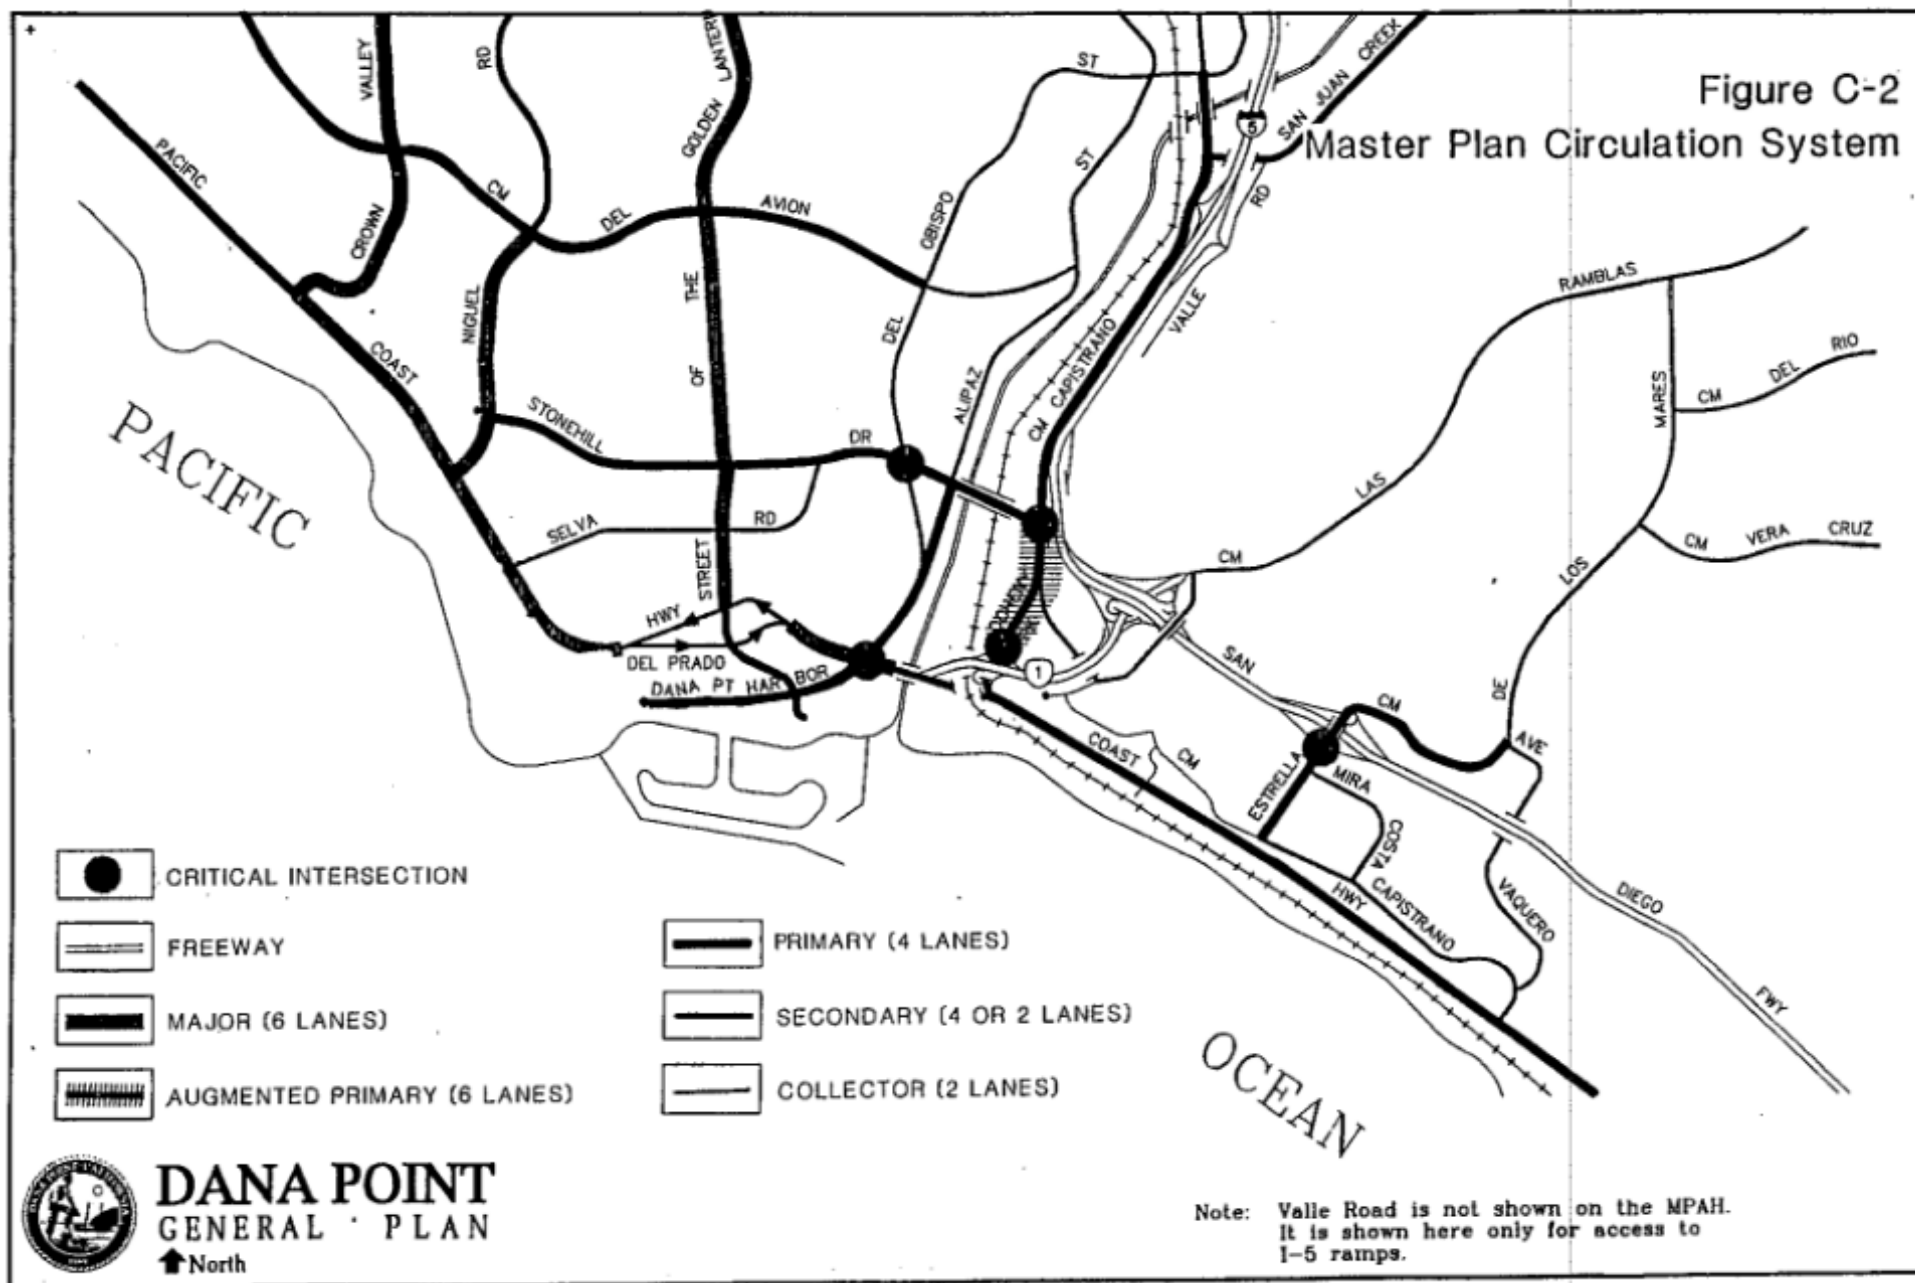 Figure C-2
Master Plan Circulation System
VALLEY
RD
GOLDEN LANTERN
ST
SAN JUAN CREEK
5
PACIFIC
CROWN
CM
DEL
AVION
OBISPO
ST
RD
NIGUEL
THE
OF
DEL
VALLE
RAMBLAS
COAST
ALIPAZ
CM CAPISTRANO
MARES
CM DEL RIO
STONEHILL
DR
PACIFIC
LAS
SELVA
RD
STREET
CM
CM VERA CRUZ
LOS
HWY
DEL PRADO
DANA PT HARBOR
1
SAN
CM
DE
AVE
COAST
CM
ESTRELLA
MIRA
COSTA
HWY
CAPISTRANO
VAQUERO
DIEGO
FWY
OCEAN
CRITICAL INTERSECTION
FREEWAY
MAJOR (6 LANES)
AUGMENTED PRIMARY (6 LANES)
PRIMARY (4 LANES)
SECONDARY (4 OR 2 LANES)
COLLECTOR (2 LANES)
DANA POINT
GENERAL PLAN
North
Note: Valle Road is not shown on the MPAH.
It is shown here only for access to
I-5 ramps.